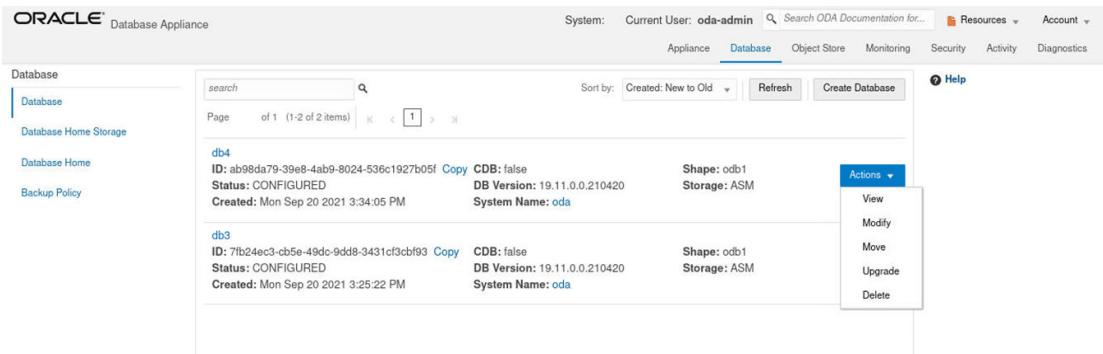 ORACLE® Database Appliance
System: Current User: oda-admin Search ODA Documentation for... Resources Account
Appliance Database Object Store Monitoring Security Activity Diagnostics
Database
Database
Database Home Storage
Database Home
Backup Policy
search
Sort by: Created: New to Old Refresh Create Database
Help
Page of 1 (1-2 of 2 items) 1
db4
ID: ab98da79-39e8-4ab9-8024-536c1927b05f Copy CDB: false Shape: odb1
Status: CONFIGURED DB Version: 19.11.0.0.210420 Storage: ASM
Created: Mon Sep 20 2021 3:34:05 PM System Name: oda
Actions
View
Modify
Move
Upgrade
Delete
db3
ID: 7fb24ec3-cb5e-49dc-9dd8-3431cf3cbf93 Copy CDB: false Shape: odb1
Status: CONFIGURED DB Version: 19.11.0.0.210420 Storage: ASM
Created: Mon Sep 20 2021 3:25:22 PM System Name: oda